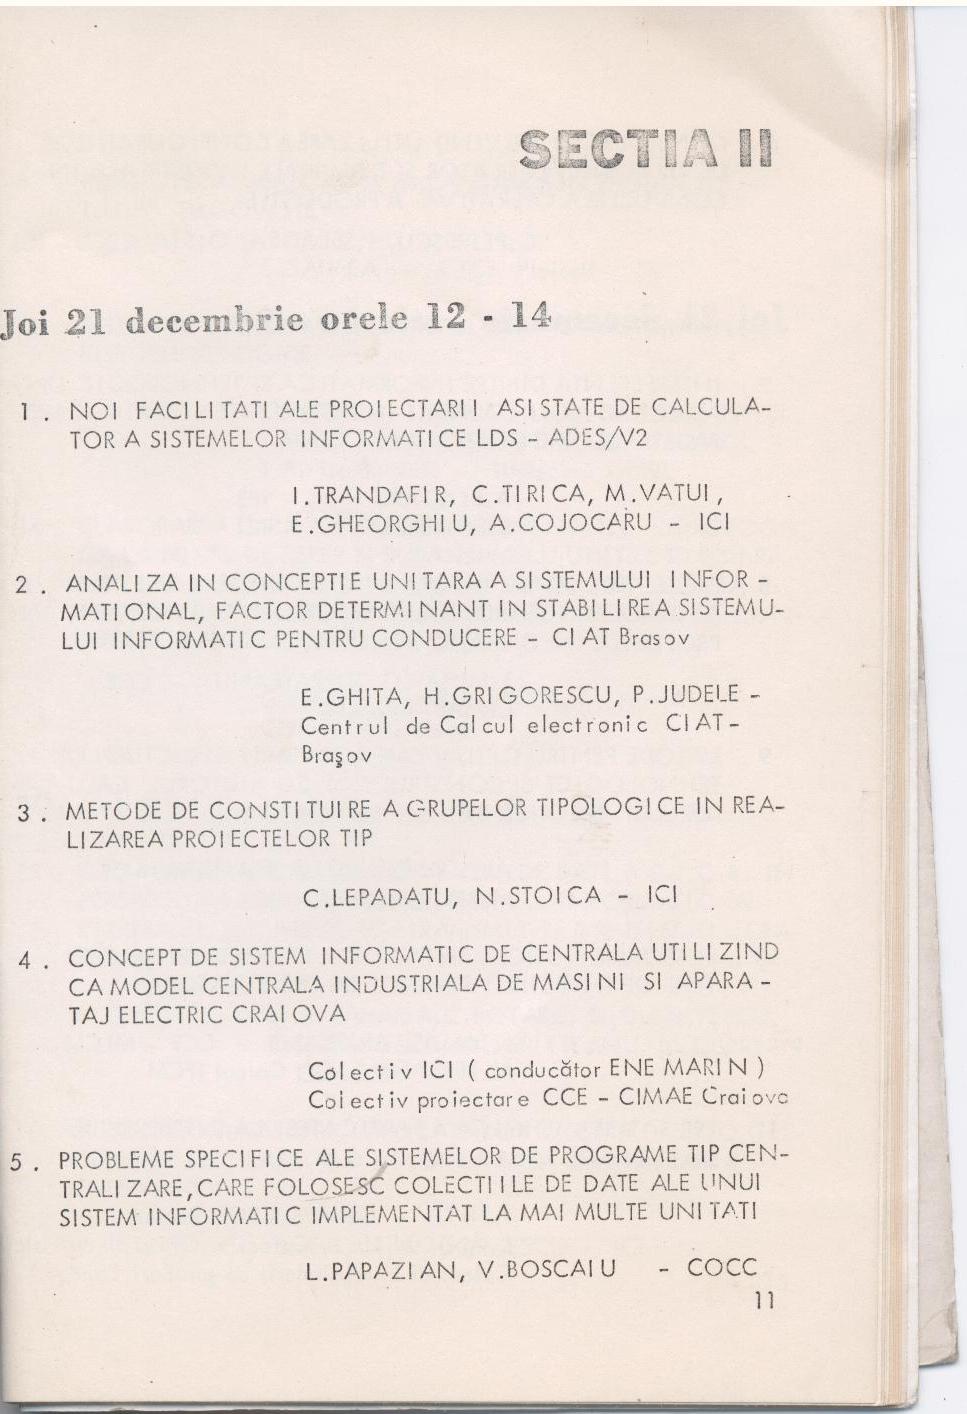 SECTIA II
Joi 21 decembrie orele 12 - 14
1. NOI FACILITATI ALE PROIECTARII ASISTATE DE CALCULA-
TOR A SISTEMELOR INFORMATICE LDS - ADES/V2
I.TRANDAFIR, C.TIRICA, M.VATUI,
E.GHEORGHIU, A.COJOCARU - ICI
2. ANALIZA IN CONCEPTIE UNITARA A SISTEMULUI INFOR-
MATIONAL, FACTOR DETERMINANT IN STABILIREA SISTEMU-
LUI INFORMATIC PENTRU CONDUCERE - CIAT Brasov
E.GHITA, H.GRIGORESCU, P.JUDELE -
Centrul de Calcul electronic CIAT-
Braşov
3. METODE DE CONSTITUIRE A GRUPELOR TIPOLOGICE IN REA-
LIZAREA PROIECTELOR TIP
C.LEPADATU, N.STOICA - ICI
4. CONCEPT DE SISTEM INFORMATIC DE CENTRALA UTILIZIND
CA MODEL CENTRALA INDUSTRIALA DE MASINI SI APARA-
TAJ ELECTRIC CRAIOVA
Colectiv ICI (conducător ENE MARIN)
Colectiv proiectare CCE - CIMAE Craiova
5. PROBLEME SPECIFICE ALE SISTEMELOR DE PROGRAME TIP CEN-
TRALIZARE, CARE FOLOSESC COLECTIILE DE DATE ALE UNUI
SISTEM INFORMATIC IMPLEMENTAT LA MAI MULTE UNITATI
L.PAPAZIAN, V.BOSCAIU - COCC
11